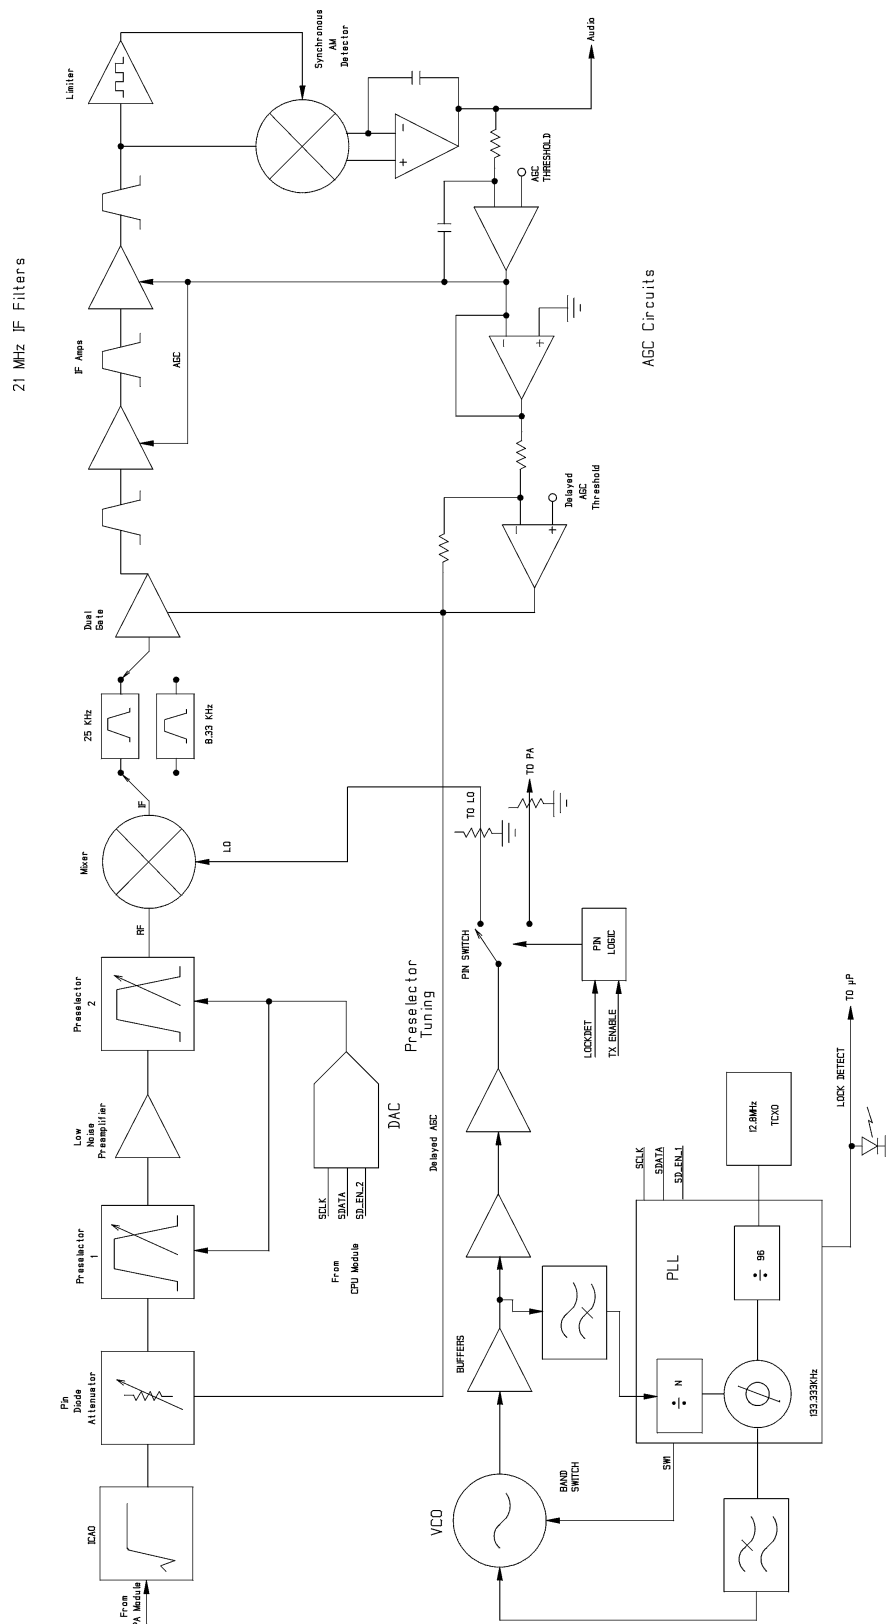 21 MHz IF Filters
Limiter
Synchronous
AM
Detector
Audio
AGC
THRESHOLD
IF Amps
AGC
AGC Circuits
Delayed
AGC
Threshold
Dual
Gate
25 KHz
8.33 KHz
IF
Mixer
LO
RF
TO LO
TO PA
PIN SWITCH
PIN
LOGIC
LOCKDET
TX ENABLE
Preselector
2
Preselector
Tuning
DAC
SCLK
SDATA
SD_EN_2
From
CPU Module
Low
Noise
Preamplifier
Delayed AGC
Preselector
1
Pin
Diode
Attenuator
ICAO
From
PA Module
BUFFERS
VCO
BAND
SWITCH
SW1
SCLK
SDATA
SD_EN_1
PLL
12.8MHz
TCXO
÷ 96
÷ N
133.333KHz
LOCK DETECT
TO µP
- +
- +
- +